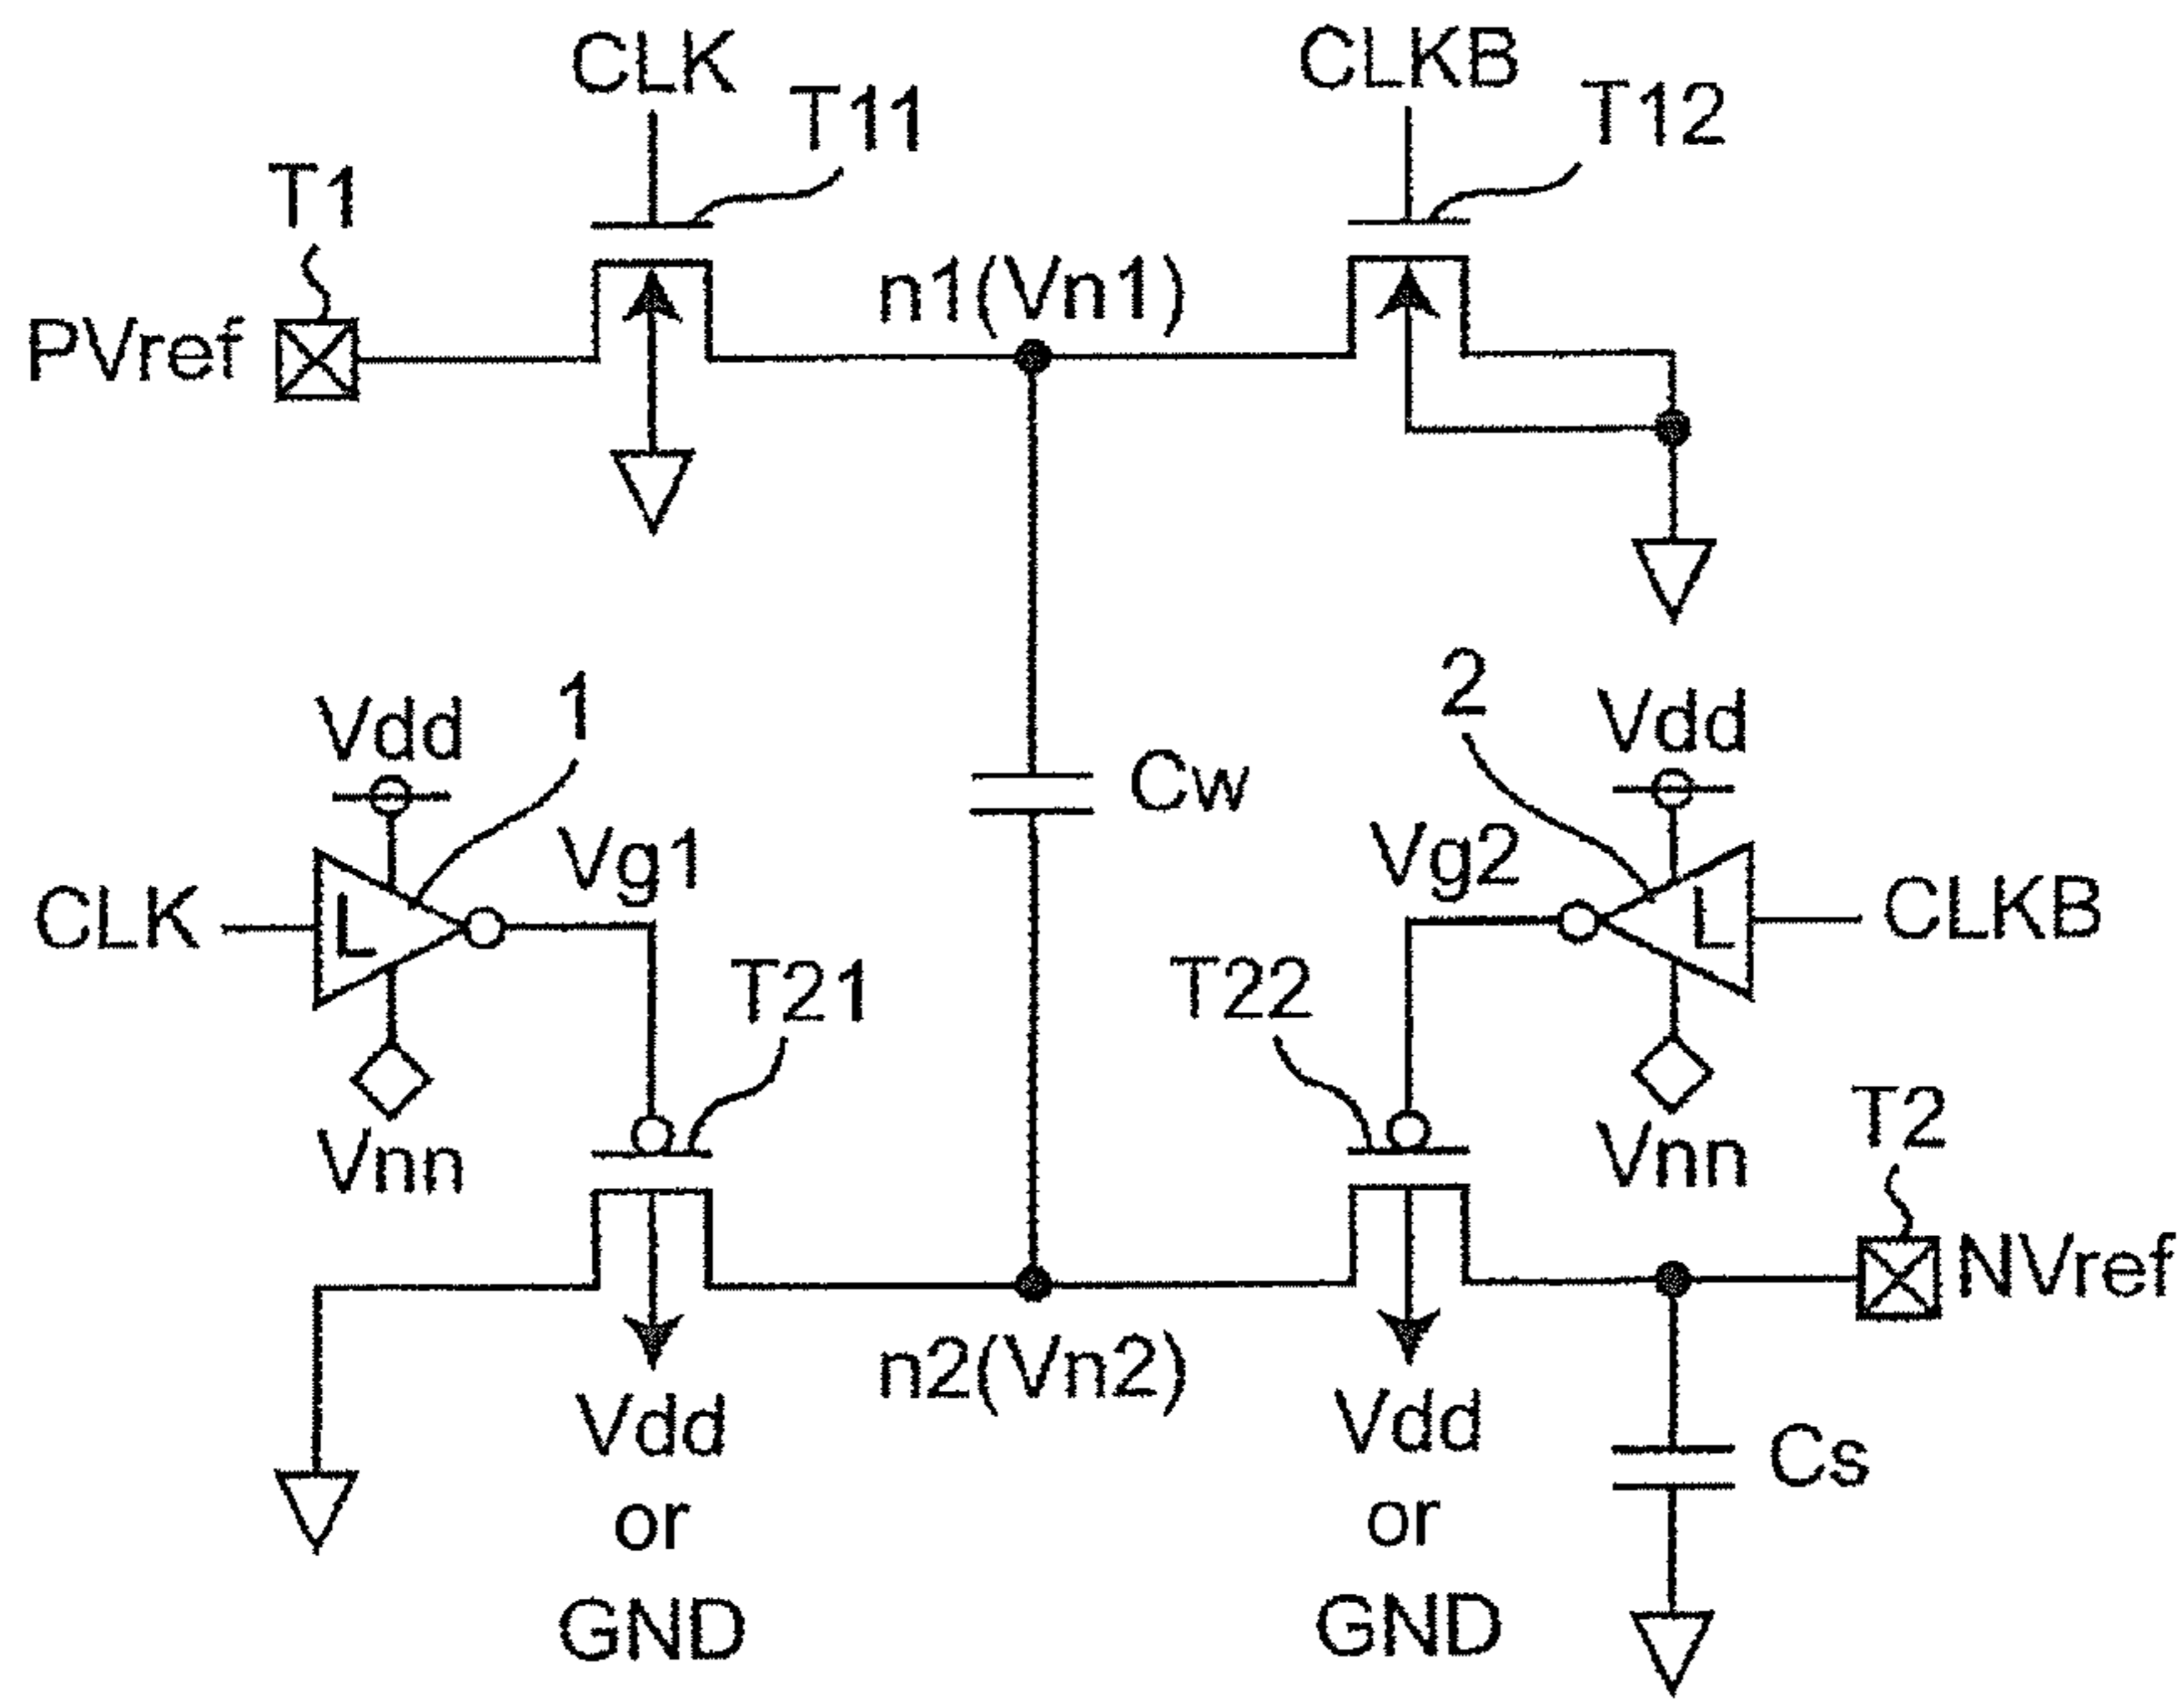 CLK
CLKB
T11
T12
T1
n1(Vn1)
PVref
1
2
Vdd
Vdd
Cw
Vg1
Vg2
CLK
L
L
CLKB
T21
T22
T2
Vnn
Vnn
NVref
n2(Vn2)
Vdd
or
GND
Vdd
or
GND
Cs